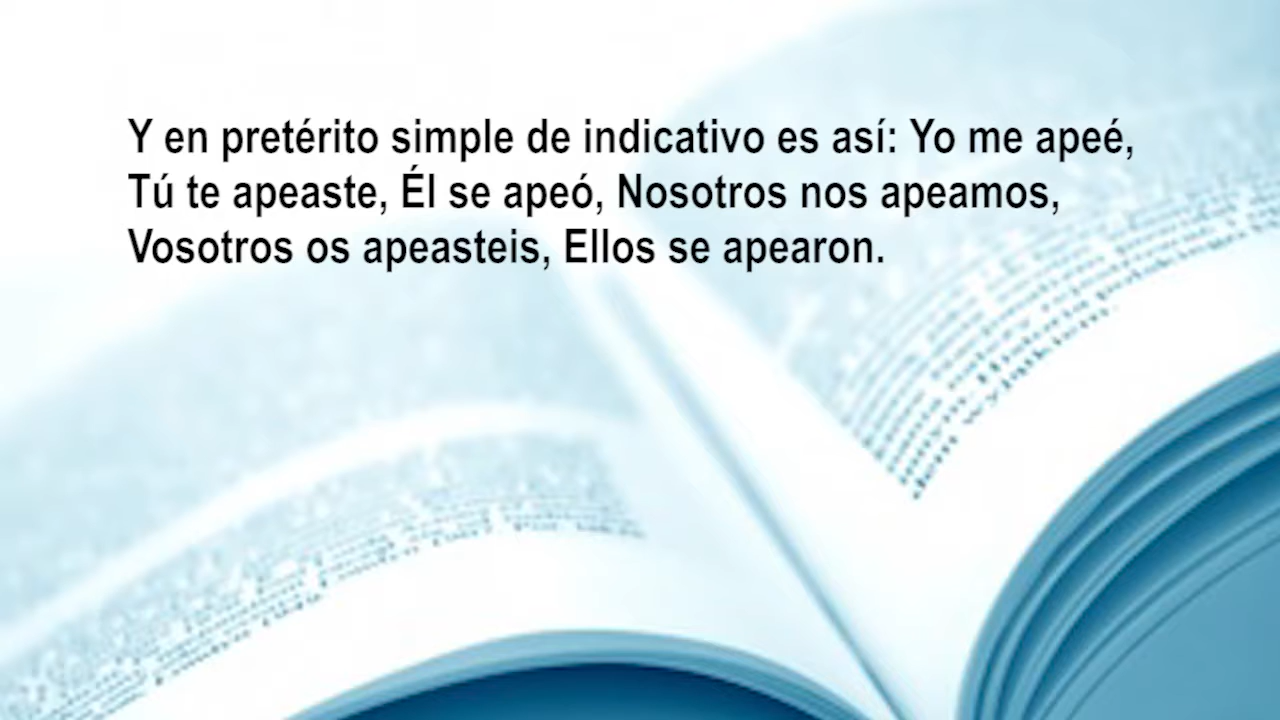 Y en pretérito simple de indicativo es así: Yo me apeé,
Tú te apeaste, Él se apeó, Nosotros nos apeamos,
Vosotros os apeasteis, Ellos se apearon.